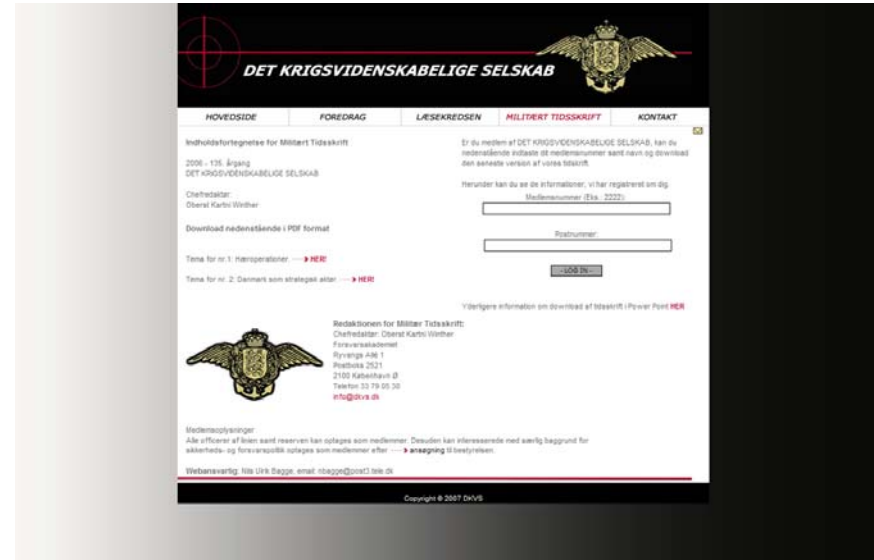 DET KRIGSVIDENSKABELIGE SELSKAB
HOVEDSIDE FOREDRAG LÆSEKREDSEN MILITÆRT TIDSSKRIFT KONTAKT
Indholdsfortegnelse for Militært Tidsskrift
2006 - 135. årgang
DET KRIGSVIDENSKABELIGE SELSKAB
Chefredaktør:
Oberst Kartni Winther
Download nedenstående i PDF format
Tema for nr.1: Hæroperationer. ----> HER!
Tema for nr. 2: Danmark som strategisk aktør. ----> HER!
Er du medlem af DET KRIGSVIDENSKABELIGE SELSKAB, kan du
nedenstående indtaste dit medlemsnummer samt navn og download
den seneste version af vores tidsskrift.
Herunder kan du se de informationer, vi har registreret om dig.
Medlemsnummer (Eks.: 2222):
Postnummer:
- LOG IN -
Yderligere information om download af tidsskrift i Power Point HER
Redaktionen for Militær Tidsskrift:
Chefredaktør: Oberst Kartni Winther
Forsvarsakademiet
Ryvangs Allé 1
Postboks 2521
2100 København Ø
Telefon 33 79 05 30
info@dkvs.dk
Medlemsoplysninger
Alle officerer af linien samt reserven kan optages som medlemmer. Desuden kan interesserede med særlig baggrund for
sikkerheds- og forsvarspolitik optages som medlemmer efter ----> ansøgning til bestyrelsen.
Webansvarlig: Nils Ulrik Bagge, email: nbagge@post3.tele.dk
Copyright © 2007 DKVS